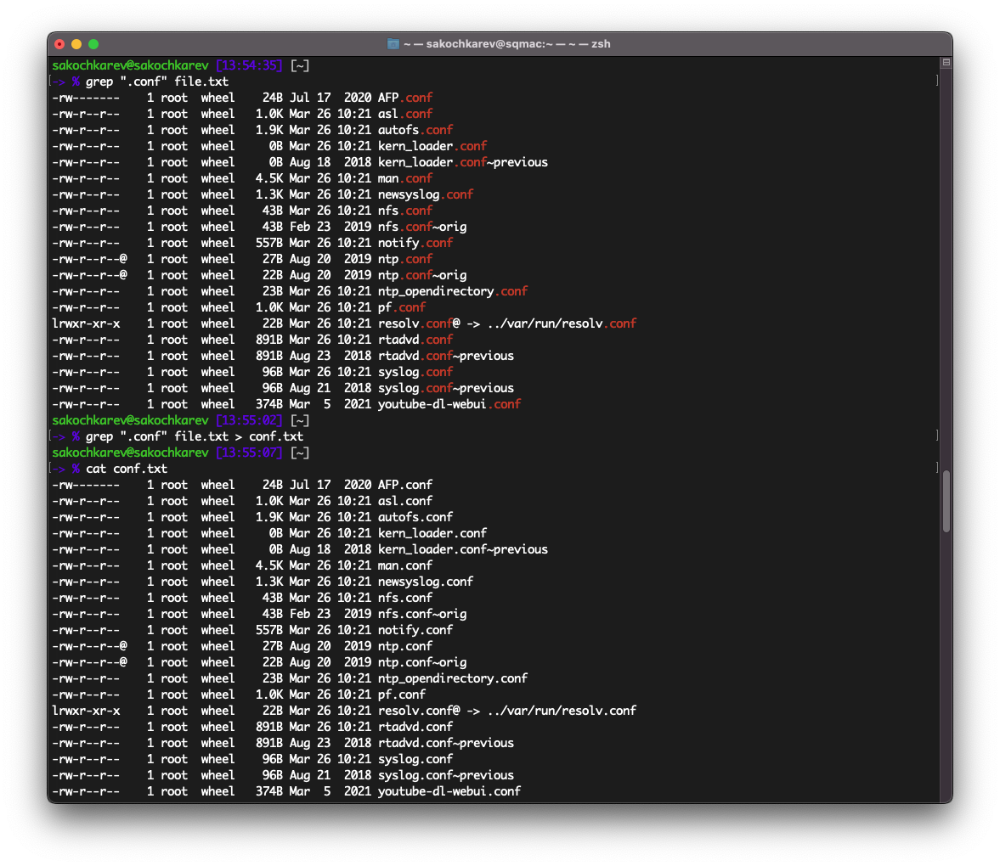 ~ — sakochkarev@sqmac:~ — ~ — zsh
sakochkarev@sakochkarev [13:54:35] [~]
[-> % grep ".conf" file.txt ]
-rw-------    1 root  wheel    24B Jul 17  2020 AFP.conf
-rw-r--r--    1 root  wheel   1.0K Mar 26 10:21 asl.conf
-rw-r--r--    1 root  wheel   1.9K Mar 26 10:21 autofs.conf
-rw-r--r--    1 root  wheel     0B Mar 26 10:21 kern_loader.conf
-rw-r--r--    1 root  wheel     0B Aug 18  2018 kern_loader.conf~previous
-rw-r--r--    1 root  wheel   4.5K Mar 26 10:21 man.conf
-rw-r--r--    1 root  wheel   1.3K Mar 26 10:21 newsyslog.conf
-rw-r--r--    1 root  wheel    43B Mar 26 10:21 nfs.conf
-rw-r--r--    1 root  wheel    43B Feb 23  2019 nfs.conf~orig
-rw-r--r--    1 root  wheel   557B Mar 26 10:21 notify.conf
-rw-r--r--@   1 root  wheel    27B Aug 20  2019 ntp.conf
-rw-r--r--@   1 root  wheel    22B Aug 20  2019 ntp.conf~orig
-rw-r--r--    1 root  wheel    23B Mar 26 10:21 ntp_opendirectory.conf
-rw-r--r--    1 root  wheel   1.0K Mar 26 10:21 pf.conf
lrwxr-xr-x    1 root  wheel    22B Mar 26 10:21 resolv.conf@ -> ../var/run/resolv.conf
-rw-r--r--    1 root  wheel   891B Mar 26 10:21 rtadvd.conf
-rw-r--r--    1 root  wheel   891B Aug 23  2018 rtadvd.conf~previous
-rw-r--r--    1 root  wheel    96B Mar 26 10:21 syslog.conf
-rw-r--r--    1 root  wheel    96B Aug 21  2018 syslog.conf~previous
-rw-r--r--    1 root  wheel   374B Mar  5  2021 youtube-dl-webui.conf
sakochkarev@sakochkarev [13:55:02] [~]
[-> % grep ".conf" file.txt > conf.txt ]
sakochkarev@sakochkarev [13:55:07] [~]
[-> % cat conf.txt ]
-rw-------    1 root  wheel    24B Jul 17  2020 AFP.conf
-rw-r--r--    1 root  wheel   1.0K Mar 26 10:21 asl.conf
-rw-r--r--    1 root  wheel   1.9K Mar 26 10:21 autofs.conf
-rw-r--r--    1 root  wheel     0B Mar 26 10:21 kern_loader.conf
-rw-r--r--    1 root  wheel     0B Aug 18  2018 kern_loader.conf~previous
-rw-r--r--    1 root  wheel   4.5K Mar 26 10:21 man.conf
-rw-r--r--    1 root  wheel   1.3K Mar 26 10:21 newsyslog.conf
-rw-r--r--    1 root  wheel    43B Mar 26 10:21 nfs.conf
-rw-r--r--    1 root  wheel    43B Feb 23  2019 nfs.conf~orig
-rw-r--r--    1 root  wheel   557B Mar 26 10:21 notify.conf
-rw-r--r--@   1 root  wheel    27B Aug 20  2019 ntp.conf
-rw-r--r--@   1 root  wheel    22B Aug 20  2019 ntp.conf~orig
-rw-r--r--    1 root  wheel    23B Mar 26 10:21 ntp_opendirectory.conf
-rw-r--r--    1 root  wheel   1.0K Mar 26 10:21 pf.conf
lrwxr-xr-x    1 root  wheel    22B Mar 26 10:21 resolv.conf@ -> ../var/run/resolv.conf
-rw-r--r--    1 root  wheel   891B Mar 26 10:21 rtadvd.conf
-rw-r--r--    1 root  wheel   891B Aug 23  2018 rtadvd.conf~previous
-rw-r--r--    1 root  wheel    96B Mar 26 10:21 syslog.conf
-rw-r--r--    1 root  wheel    96B Aug 21  2018 syslog.conf~previous
-rw-r--r--    1 root  wheel   374B Mar  5  2021 youtube-dl-webui.conf